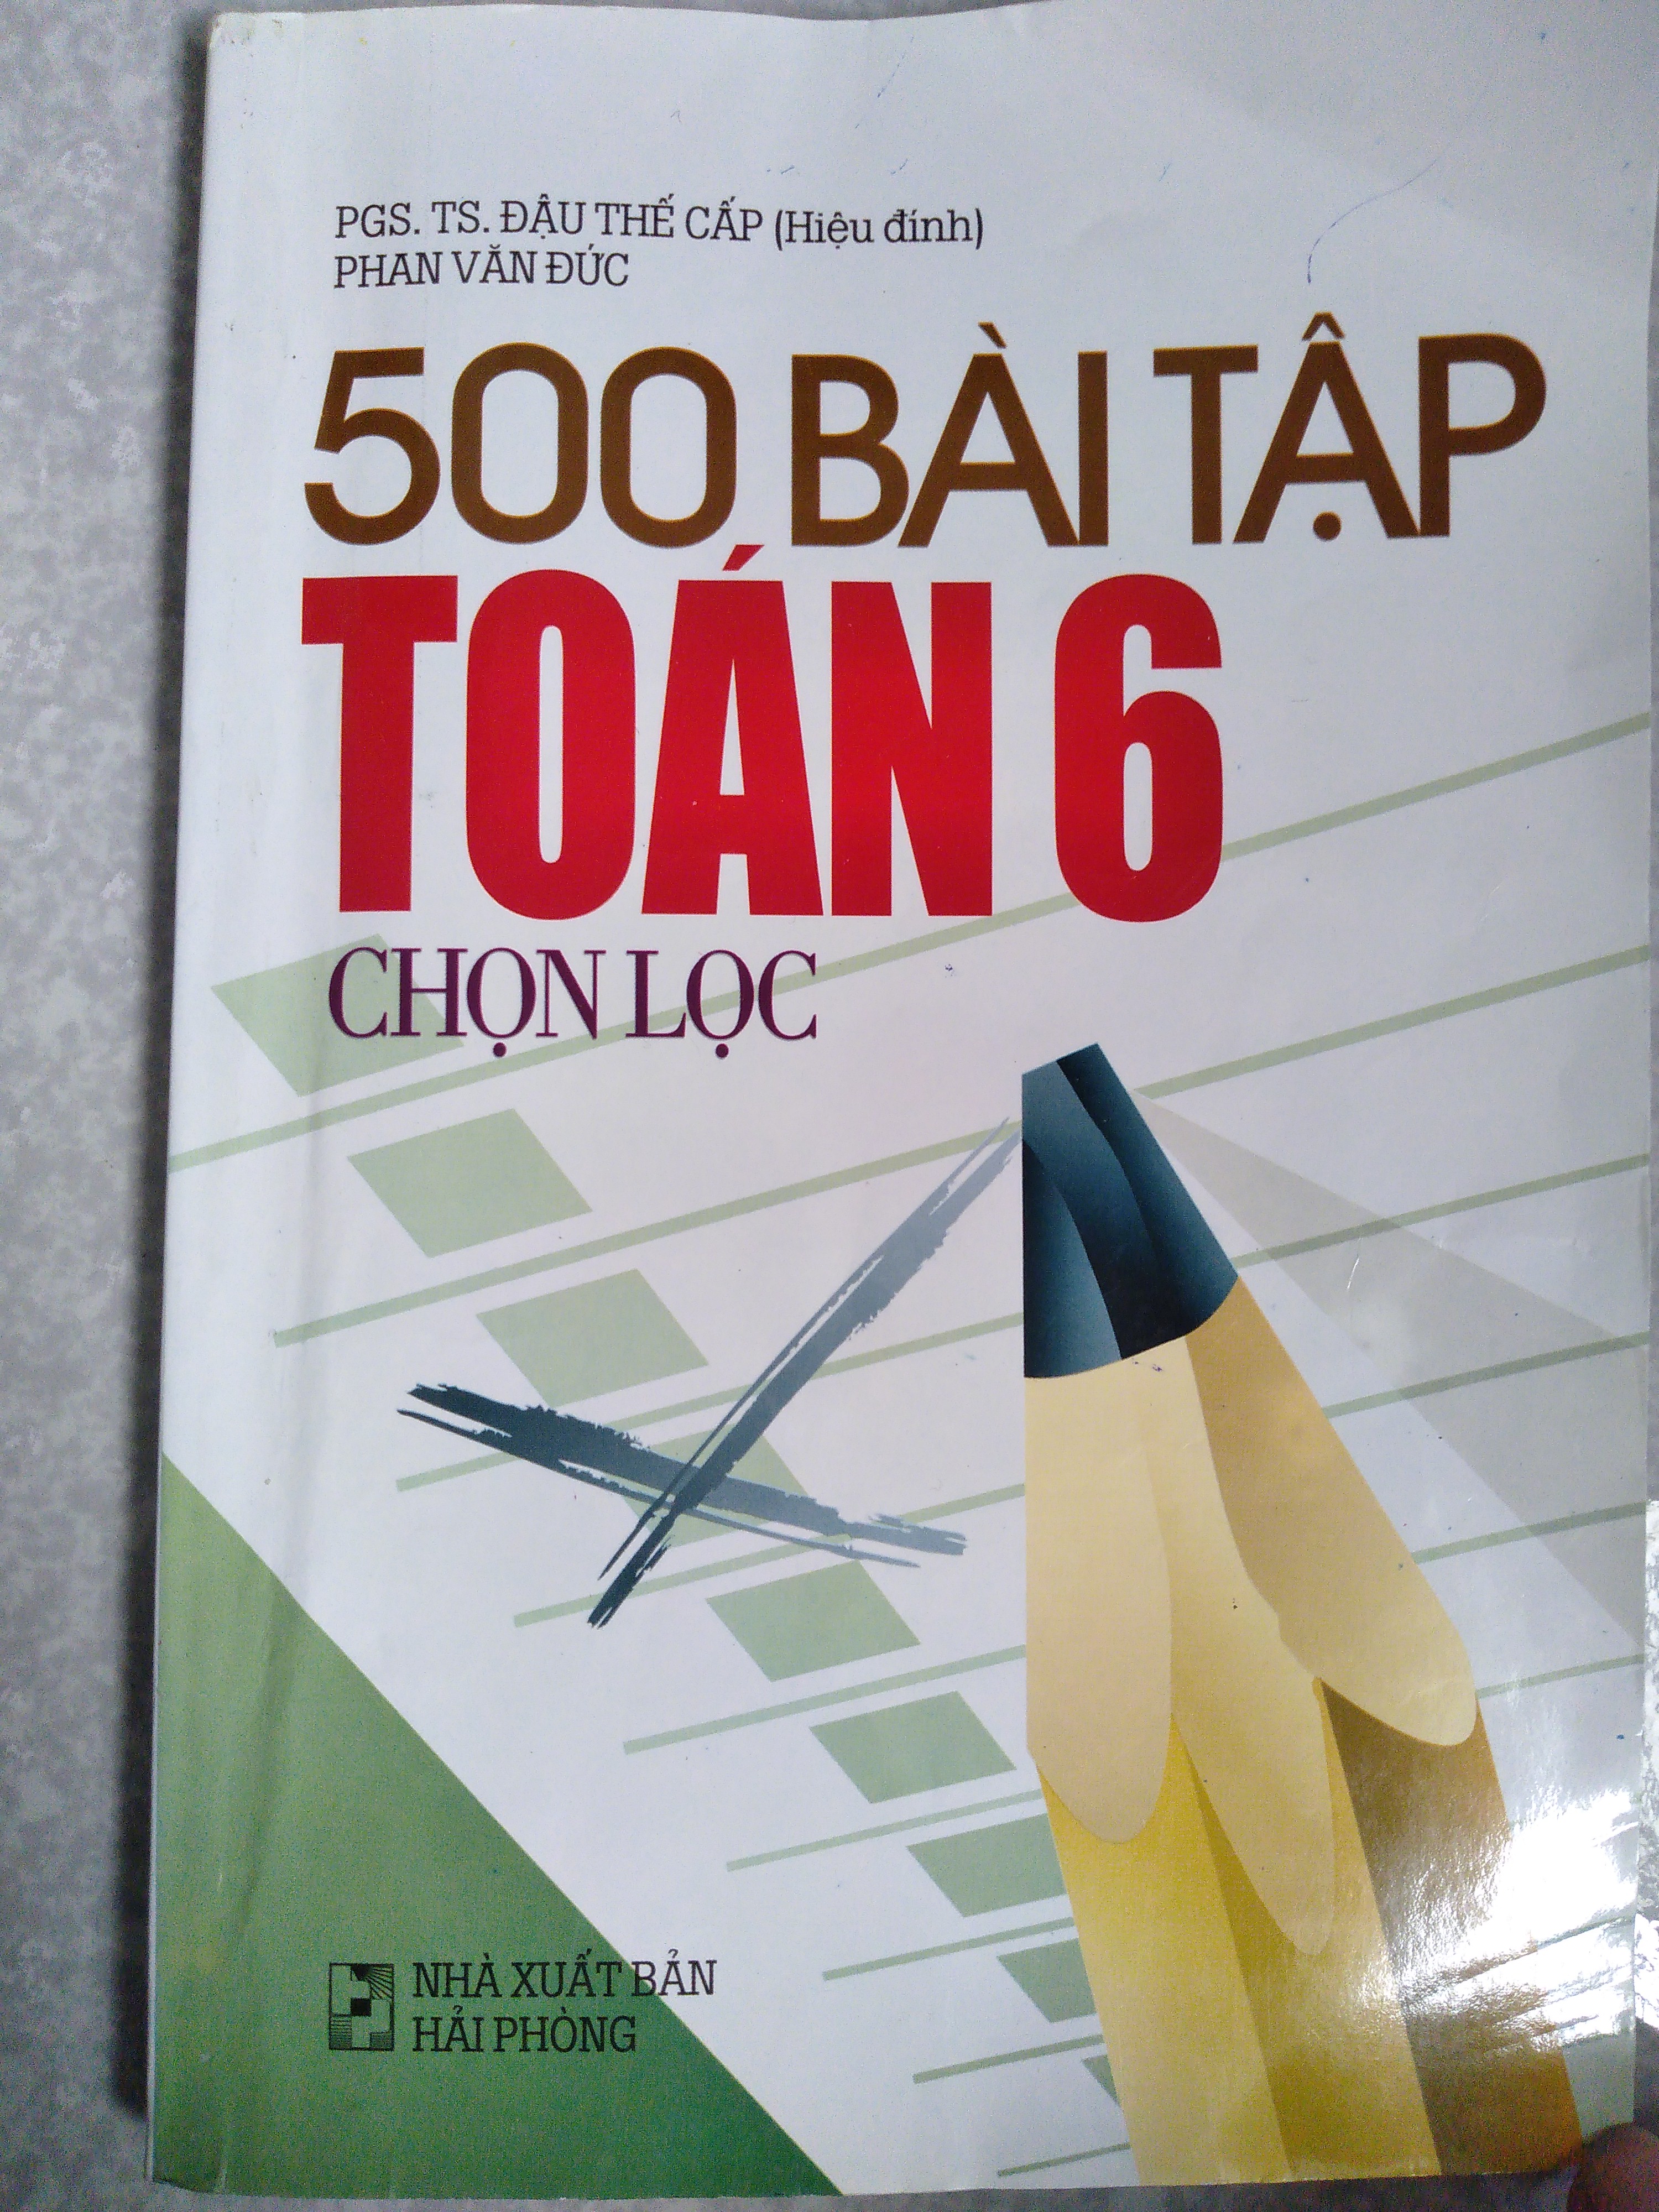 PGS. TS. ĐẬU THẾ CẤP (Hiệu đính)
PHAN VĂN ĐỨC
500 BÀI TẬP
TOÁN 6
CHỌN LỌC
NHÀ XUẤT BẢN
HẢI PHÒNG